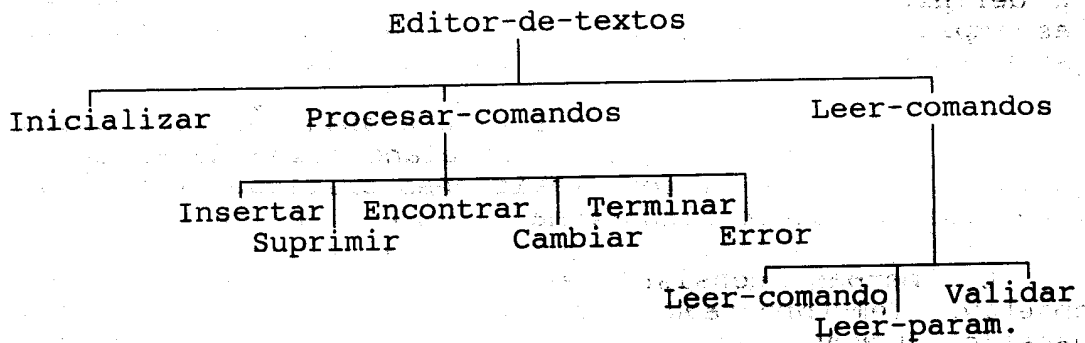 Editor-de-textos
Inicializar Procesar-comandos Leer-comandos
Insertar Encontrar Terminar
Suprimir Cambiar Error
Leer-comando Validar
Leer-param.